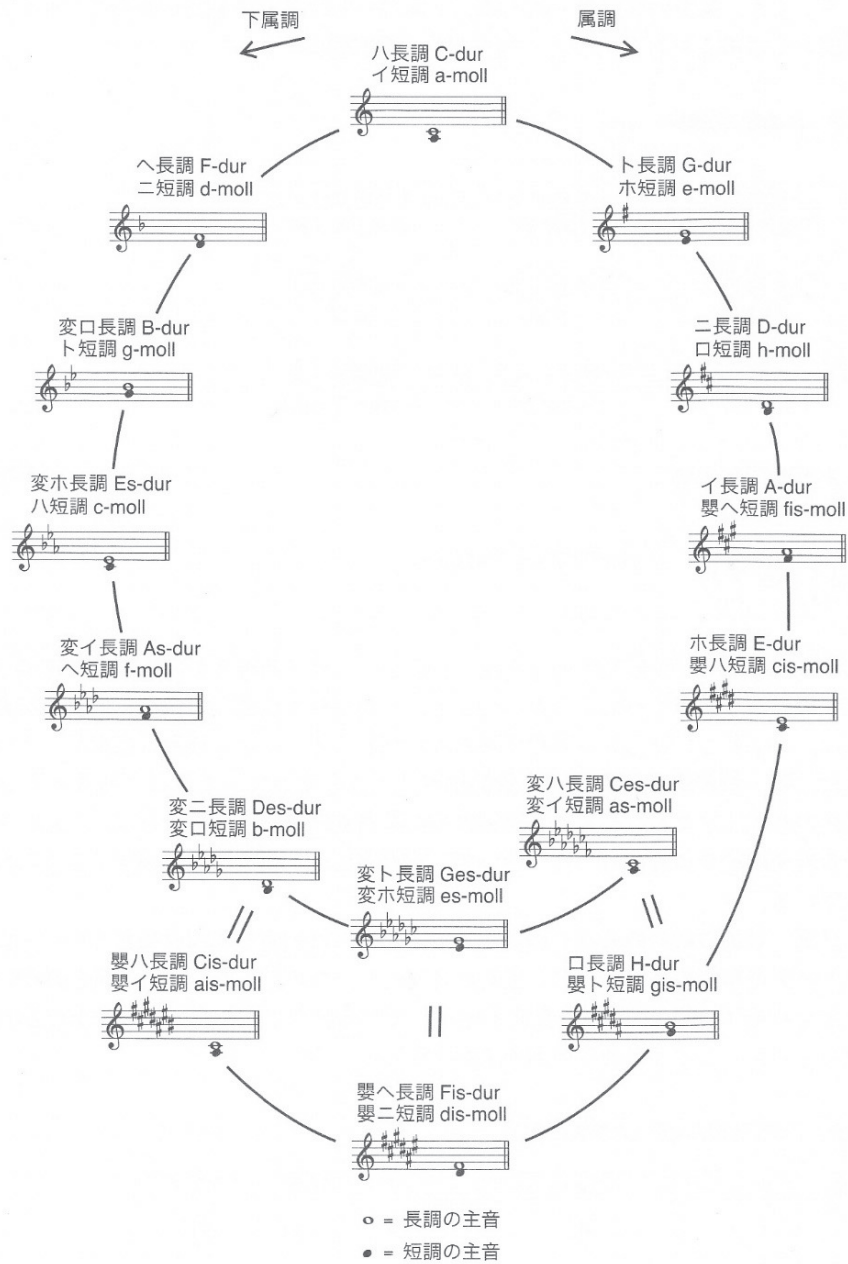 下属調
属調
ハ長調 C-dur
イ短調 a-moll
ヘ長調 F-dur
ニ短調 d-moll
ト長調 G-dur
ホ短調 e-moll
変ロ長調 B-dur
ト短調 g-moll
ニ長調 D-dur
ロ短調 h-moll
変ホ長調 Es-dur
ハ短調 c-moll
イ長調 A-dur
嬰ヘ短調 fis-moll
変イ長調 As-dur
ヘ短調 f-moll
ホ長調 E-dur
嬰ハ短調 cis-moll
変ニ長調 Des-dur
変ロ短調 b-moll
変ト長調 Ges-dur
変ホ短調 es-moll
変ハ長調 Ces-dur
変イ短調 as-moll
嬰ハ長調 Cis-dur
嬰イ短調 ais-moll
ロ長調 H-dur
嬰ト短調 gis-moll
嬰ヘ長調 Fis-dur
嬰ニ短調 dis-moll
= 長調の主音
= 短調の主音